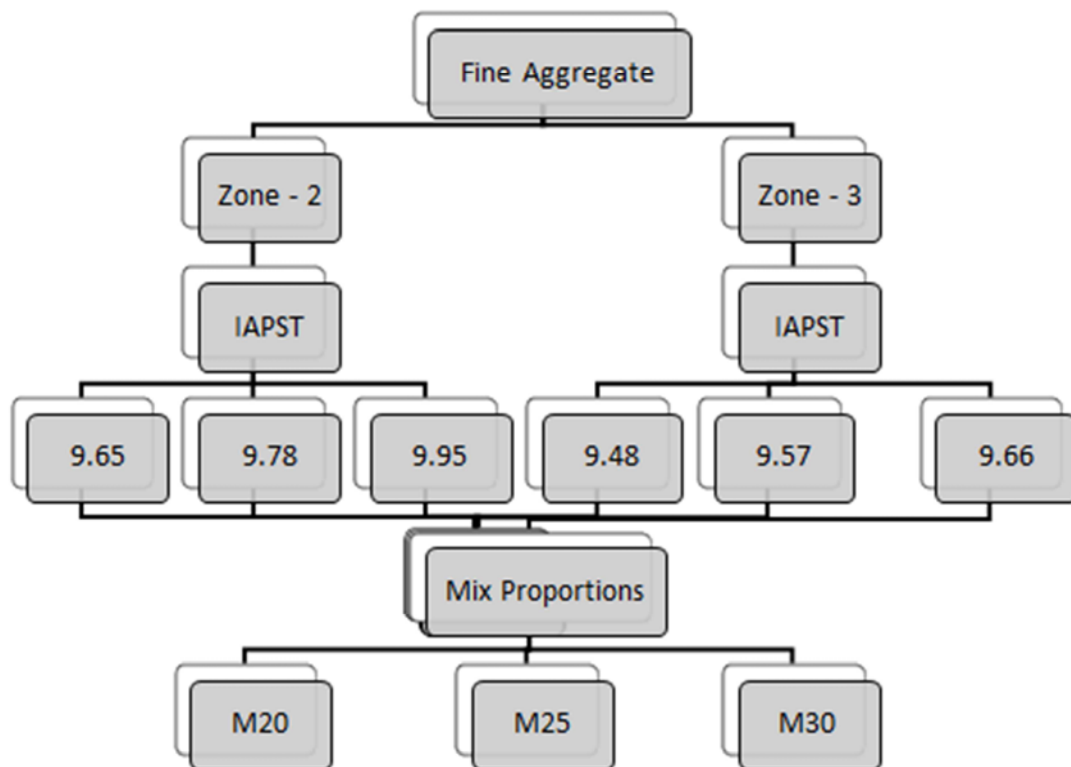 Fine Aggregate
Zone - 2
Zone - 3
IAPST
IAPST
9.65
9.78
9.95
9.48
9.57
9.66
Mix Proportions
M20
M25
M30